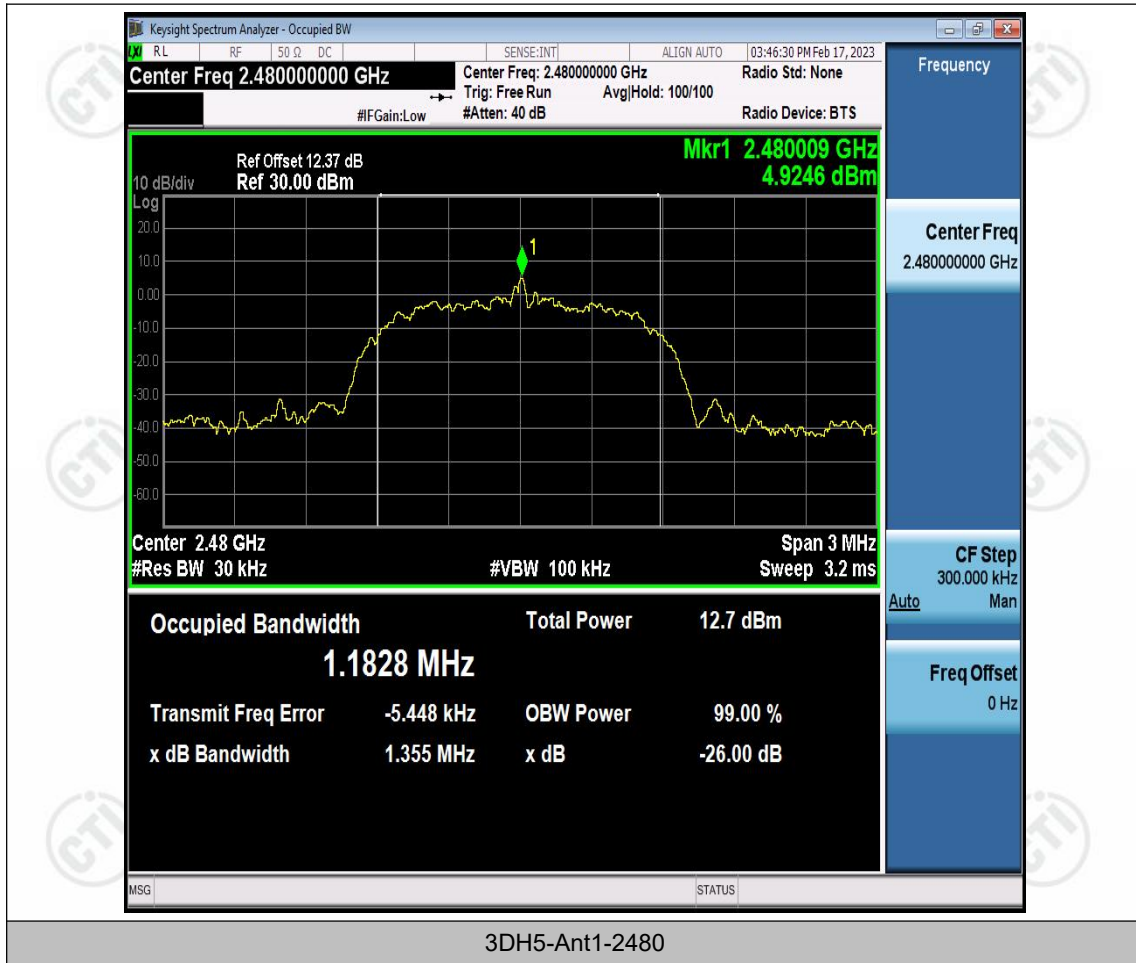 Keysight Spectrum Analyzer - Occupied BW
LXI RL RF 50 Ω DC SENSE:INT ALIGN AUTO 03:46:30 PM Feb 17, 2023
Center Freq 2.480000000 GHz Center Freq: 2.480000000 GHz Radio Std: None
Trig: Free Run Avg|Hold: 100/100
#IFGain:Low #Atten: 40 dB Radio Device: BTS
Frequency
Mkr1 2.480009 GHz
4.9246 dBm
Ref Offset 12.37 dB
10 dB/div Ref 30.00 dBm
Log
20.0
10.0
0.00
-10.0
-20.0
-30.0
-40.0
-50.0
-60.0
1
Center 2.48 GHz Span 3 MHz
#Res BW 30 kHz #VBW 100 kHz Sweep 3.2 ms
Center Freq
2.480000000 GHz
CF Step
300.000 kHz
Auto Man
Freq Offset
0 Hz
Occupied Bandwidth Total Power 12.7 dBm
1.1828 MHz
Transmit Freq Error -5.448 kHz OBW Power 99.00 %
x dB Bandwidth 1.355 MHz x dB -26.00 dB
MSG STATUS
3DH5-Ant1-2480
CTI
CTI
CTI
CTI
CTI
CTI